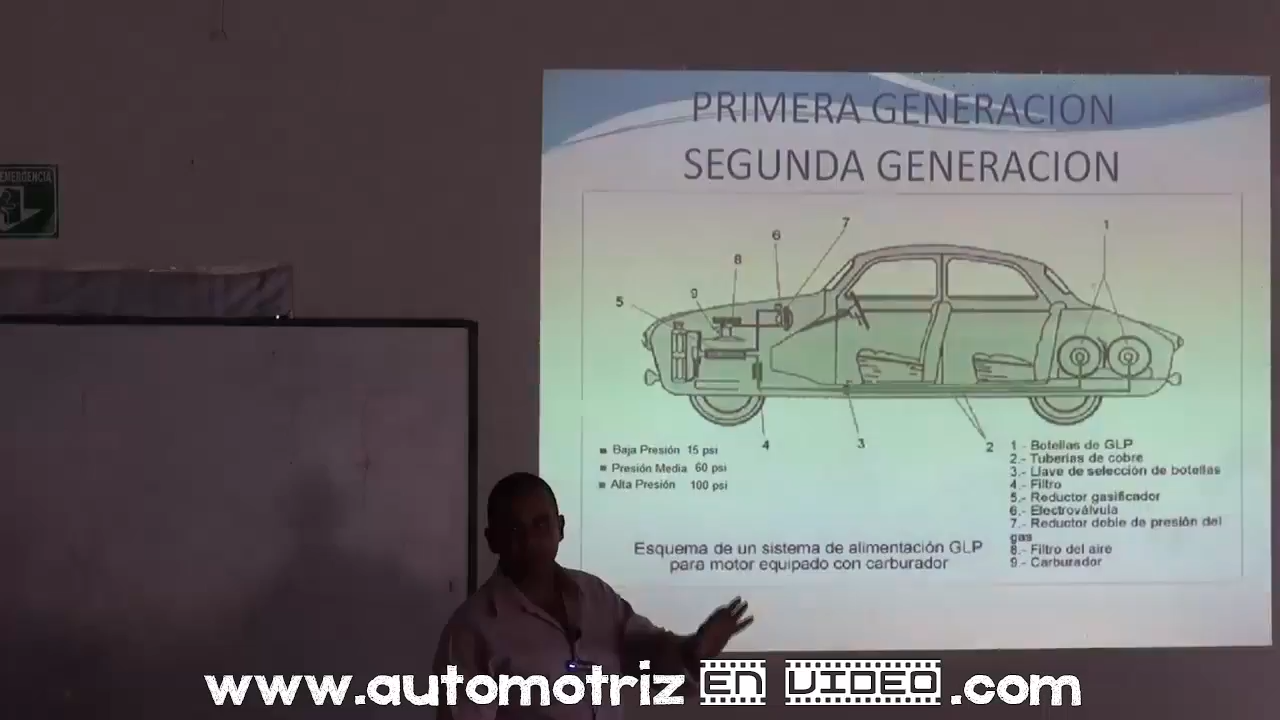 PRIMERA GENERACION
SEGUNDA GENERACION
EMERGENCIA
7
1
6
8
9
5
4
3
2
Baja Presión 15 psi
Presión Media 60 psi
Alta Presión 100 psi
1 - Botellas de GLP
2.- Tuberias de cobre
3.- Llave de selección de botellas
4.- Filtro
5.- Reductor gasificador
6.- Electroválvula
7.- Reductor doble de presión del
gas
8.- Filtro del aire
9.- Carburador
Esquema de un sistema de alimentación GLP
para motor equipado con carburador
www.automotriz EN VIDEO .com